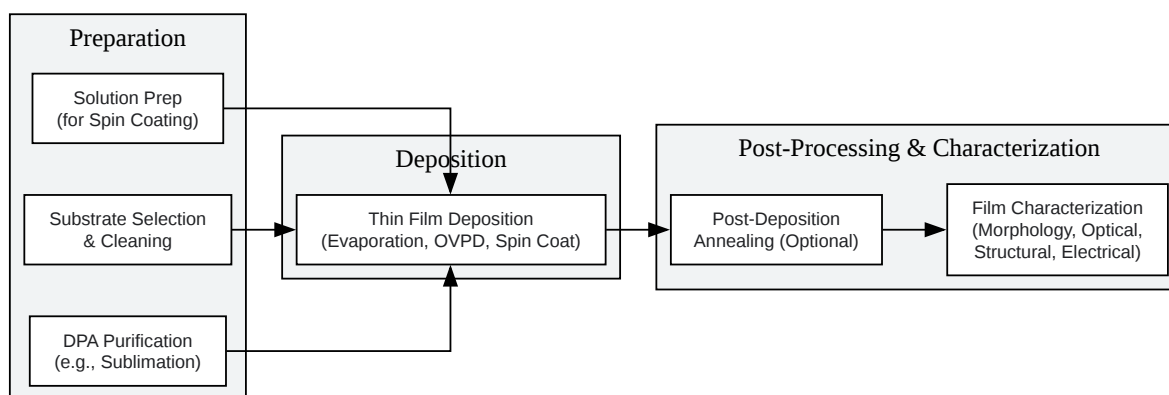 Preparation
Solution Prep
(for Spin Coating)
Substrate Selection
& Cleaning
DPA Purification
(e.g., Sublimation)
Deposition
Thin Film Deposition
(Evaporation, OVPD, Spin Coat)
Post-Processing & Characterization
Post-Deposition
Annealing (Optional)
Film Characterization
(Morphology, Optical,
Structural, Electrical)